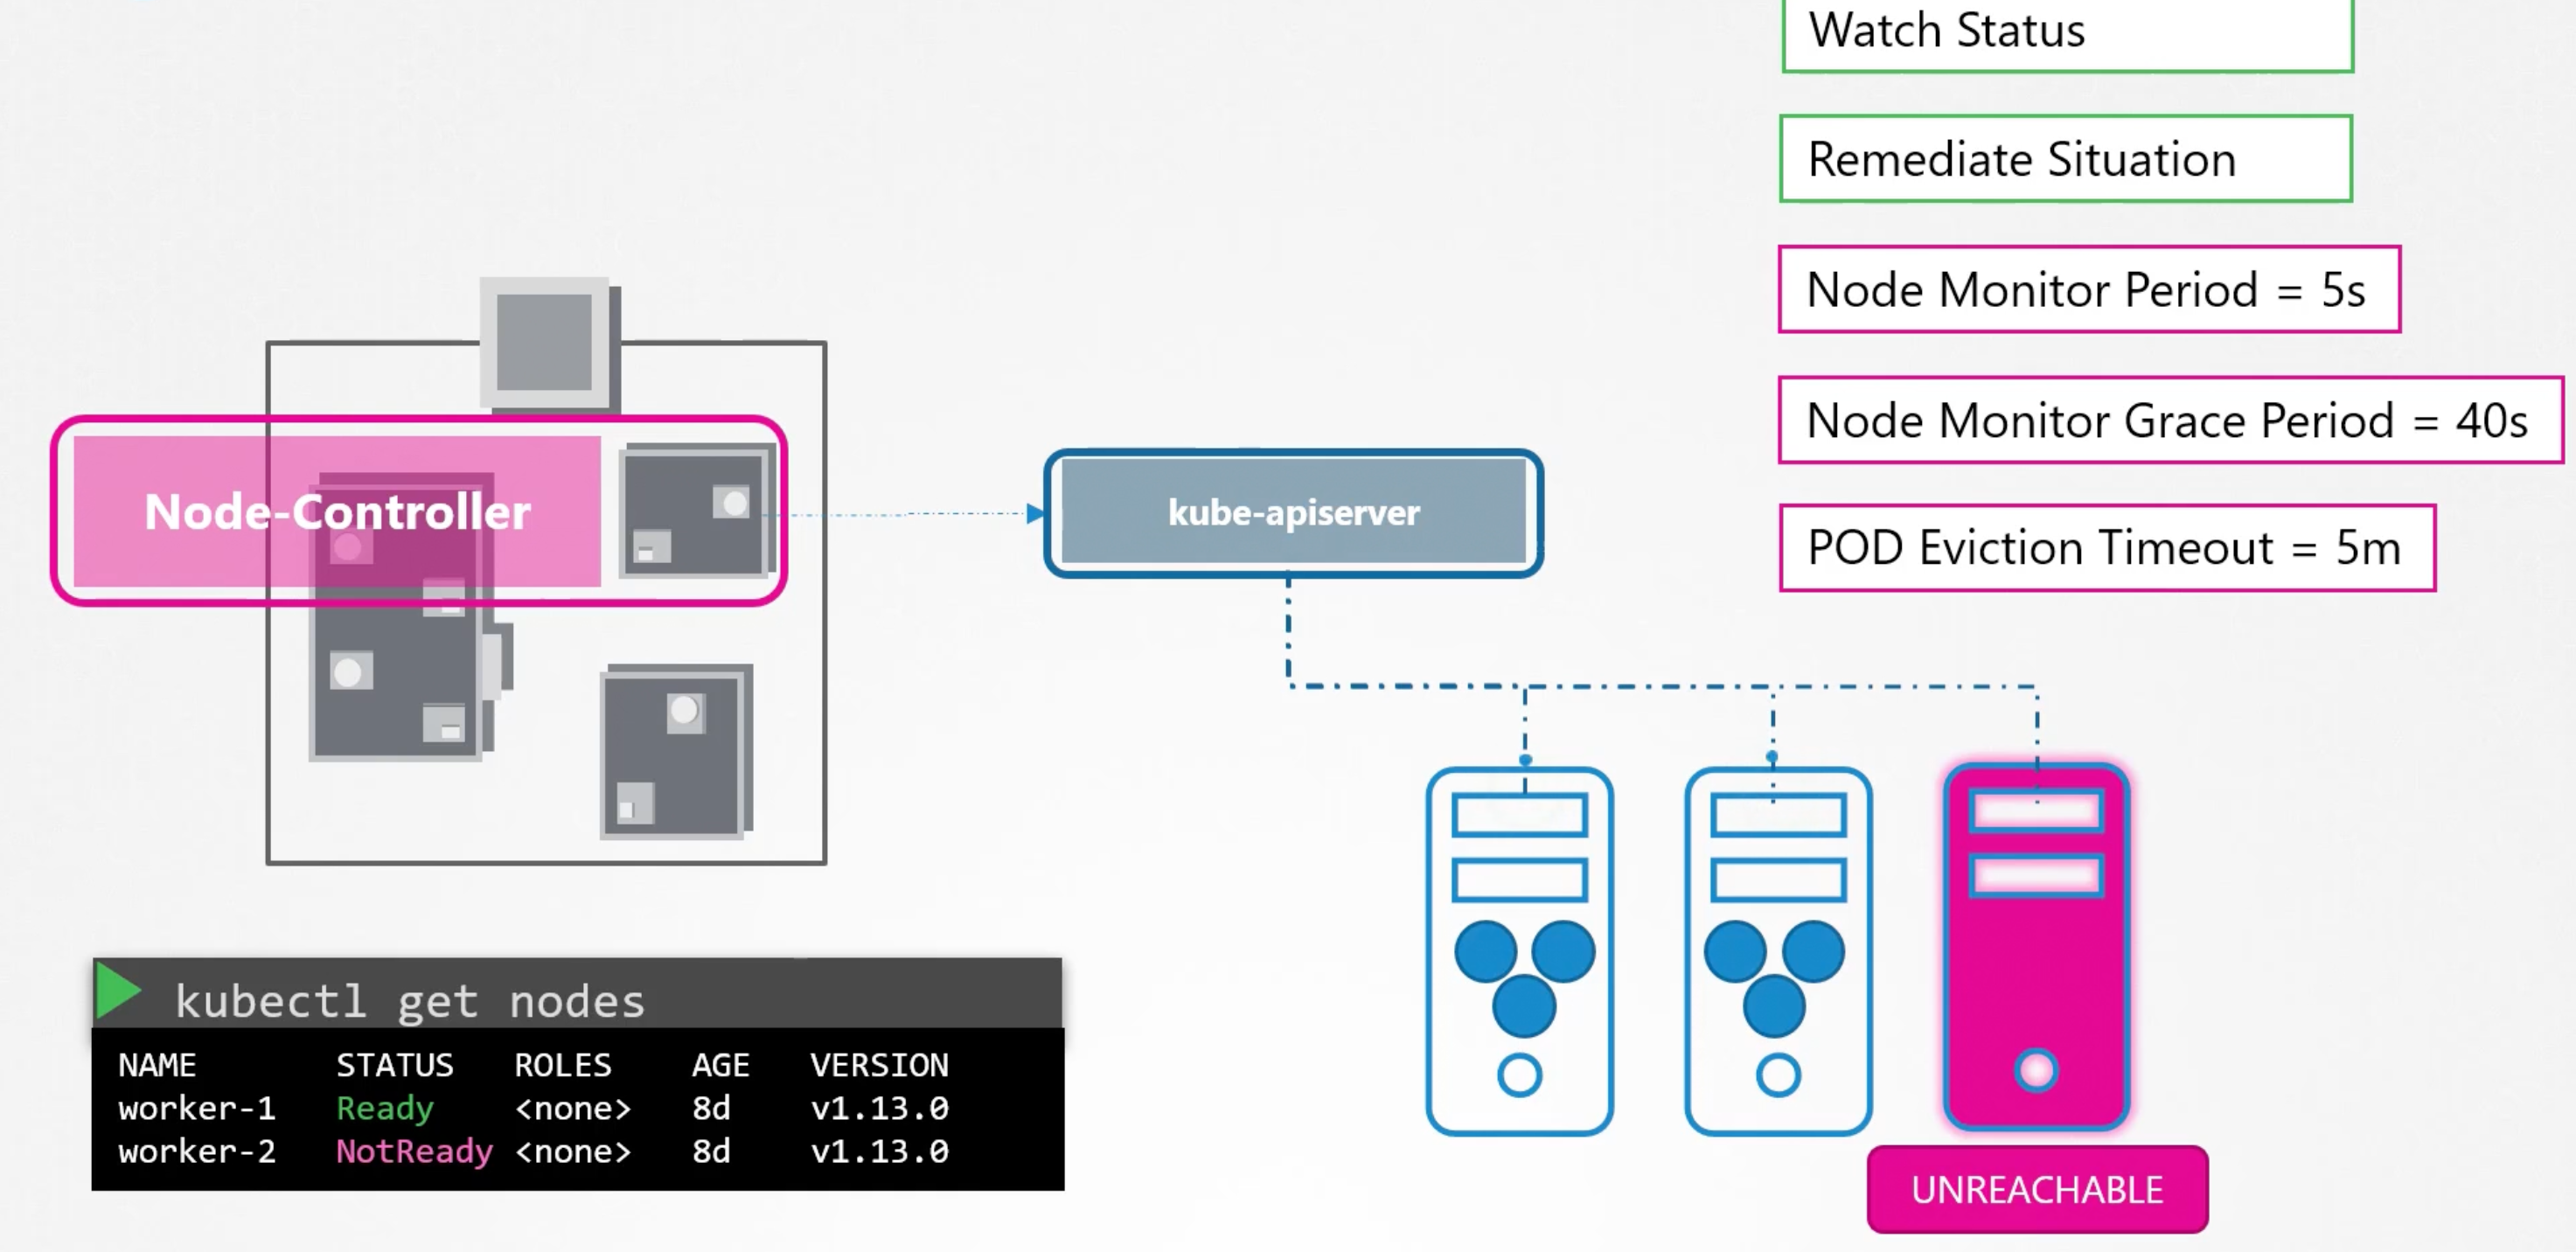 Watch Status
Remediate Situation
Node Monitor Period = 5s
Node Monitor Grace Period = 40s
POD Eviction Timeout = 5m
Node-Controller
kube-apiserver
kubectl get nodes
NAME STATUS ROLES AGE VERSION
worker-1 Ready <none> 8d v1.13.0
worker-2 NotReady <none> 8d v1.13.0
UNREACHABLE